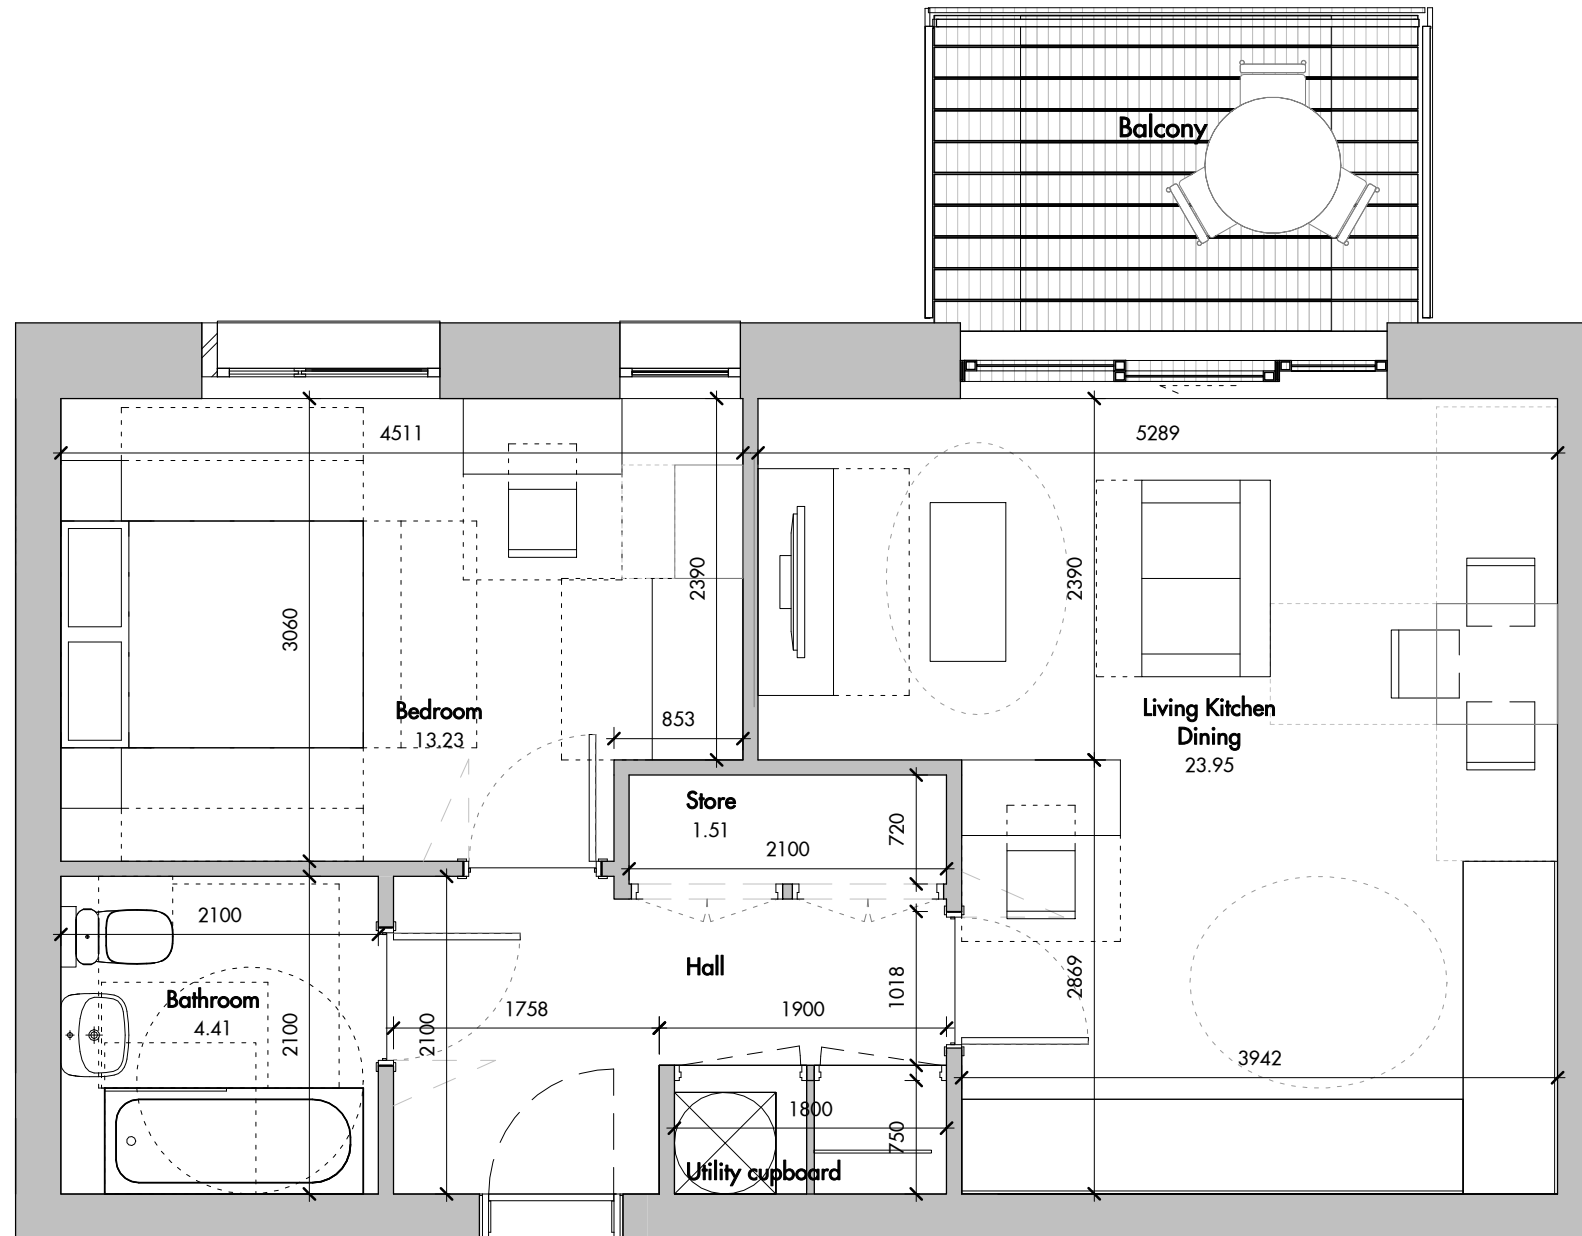 Balcony
4511
5289
2390
2390
3060
Bedroom
13.23
853
Living Kitchen
Dining
23.95
Store
1.51
720
2100
2100
Hall
1018
2869
Bathroom
4.41
2100
2100
1758
1900
3942
1800
750
Utility cupboard